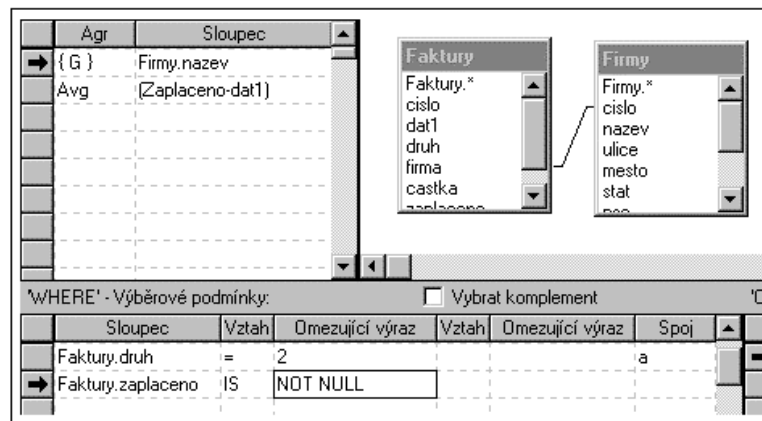 Agr Sloupec
{ G } Firmy.nazev
Avg (Zaplaceno-dat1)
Faktury
Faktury.*
cislo
dat1
druh
firma
castka
zaplaceno
Firmy
Firmy.*
cislo
nazev
ulice
mesto
stat
'WHERE' - Výběrové podmínky: Vybrat komplement
Sloupec Vztah Omezující výraz Vztah Omezující výraz Spoj
Faktury.druh = 2 a
Faktury.zaplaceno IS NOT NULL